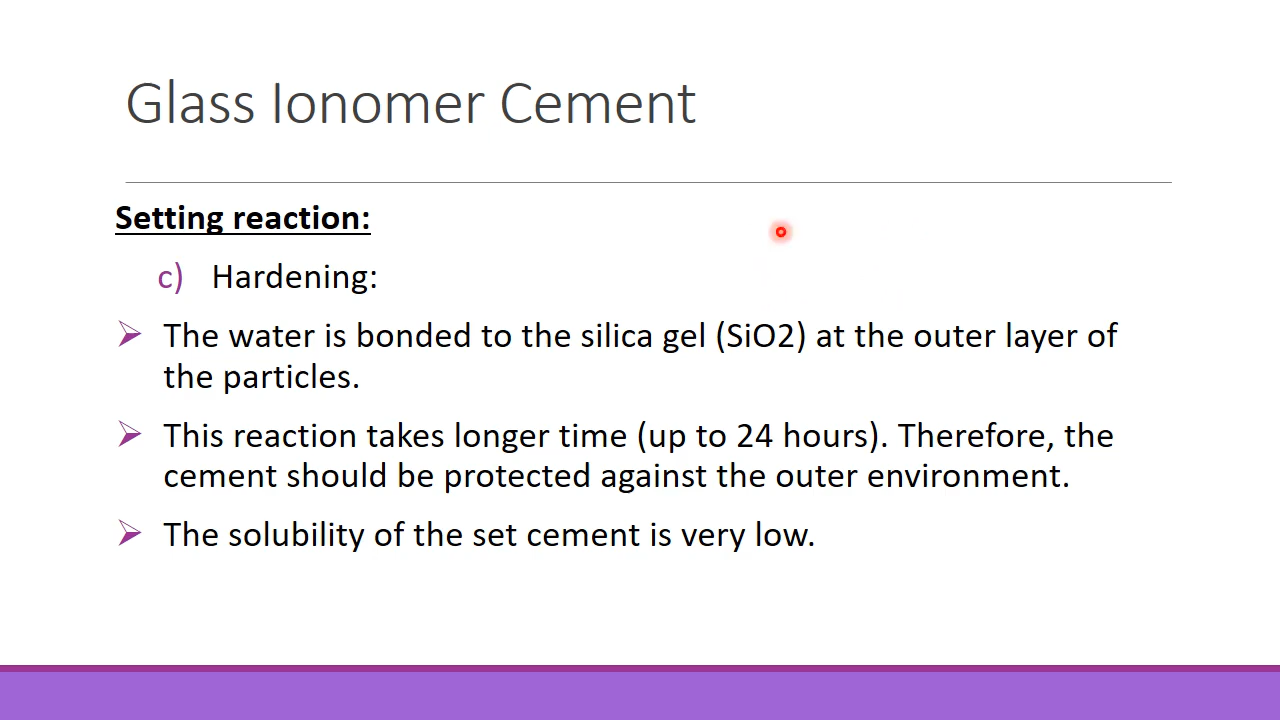 Glass Ionomer Cement
Setting reaction:
c) Hardening:
The water is bonded to the silica gel (SiO2) at the outer layer of
the particles.
This reaction takes longer time (up to 24 hours). Therefore, the
cement should be protected against the outer environment.
The solubility of the set cement is very low.